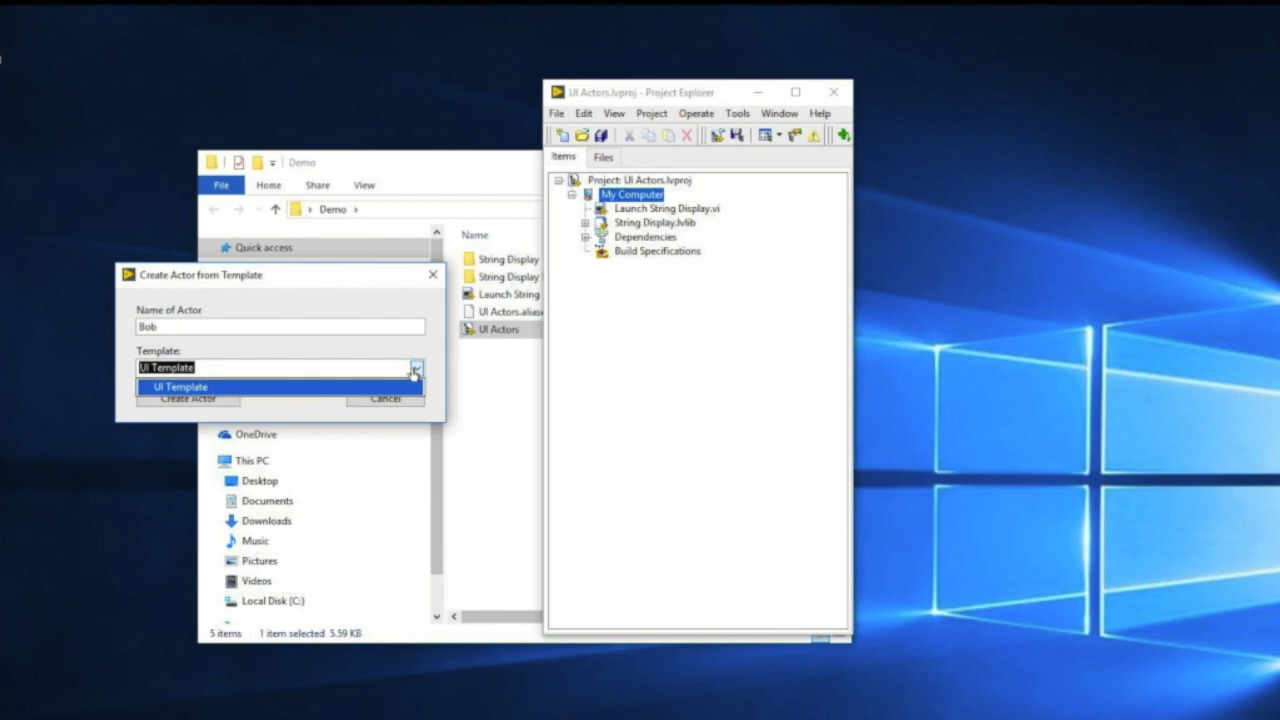 UI Actors.lvproj - Project Explorer
File Edit View Project Operate Tools Window Help
Items Files
Project: UI Actors.lvproj
My Computer
Launch String Display.vi
String Display.lvlib
Dependencies
Build Specifications
Demo
File Home Share View
Demo
Quick access
Name
String Display
String Display
Launch String
UI Actors.alias
UI Actors
Create Actor from Template
Name of Actor
Bob
Template:
UI Template
UI Template
Create Actor Cancel
OneDrive
This PC
Desktop
Documents
Downloads
Music
Pictures
Videos
Local Disk (C:)
5 items 1 item selected 5.59 KB